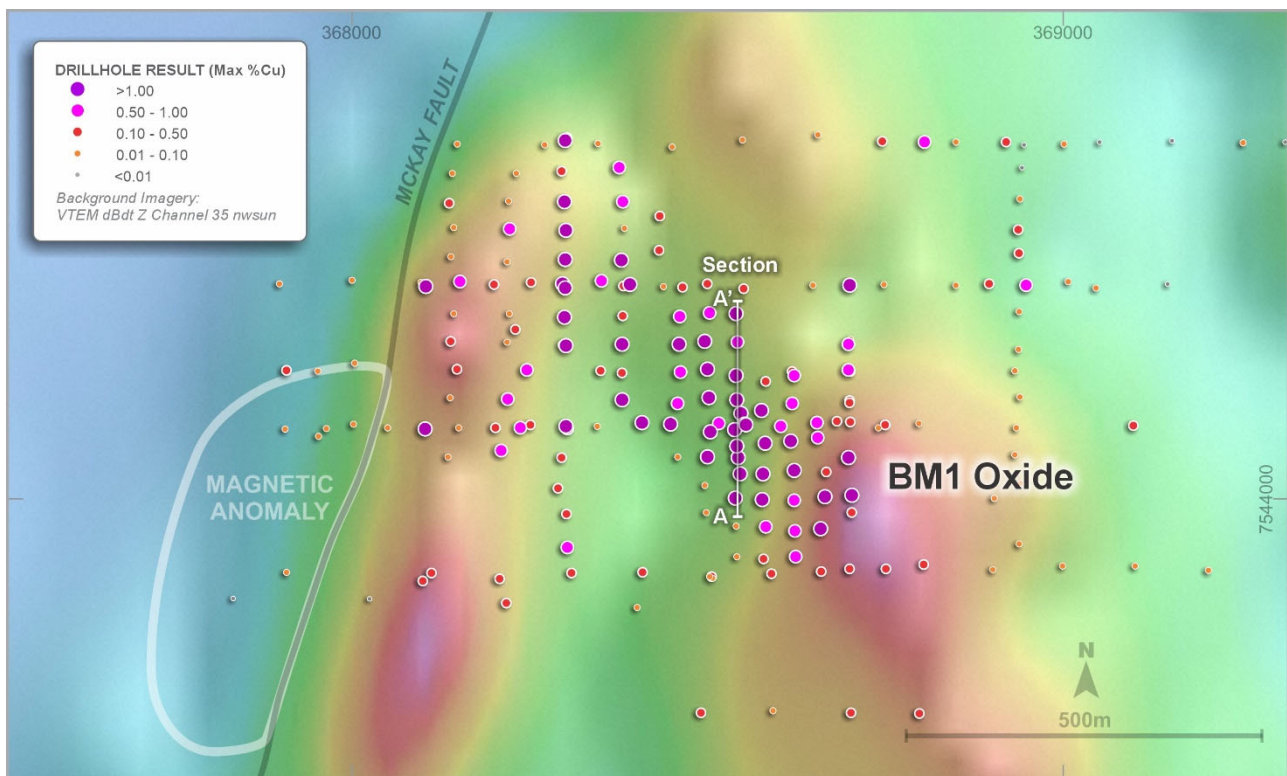 368000
369000
DRILLHOLE RESULT (Max %Cu)
>1.00
0.50 - 1.00
0.10 - 0.50
0.01 - 0.10
<0.01
Background Imagery:
VTEM dBdt Z Channel 35 nwsun
MCKAY FAULT
Section
A'
A
MAGNETIC
ANOMALY
BM1 Oxide
7544000
N
500m